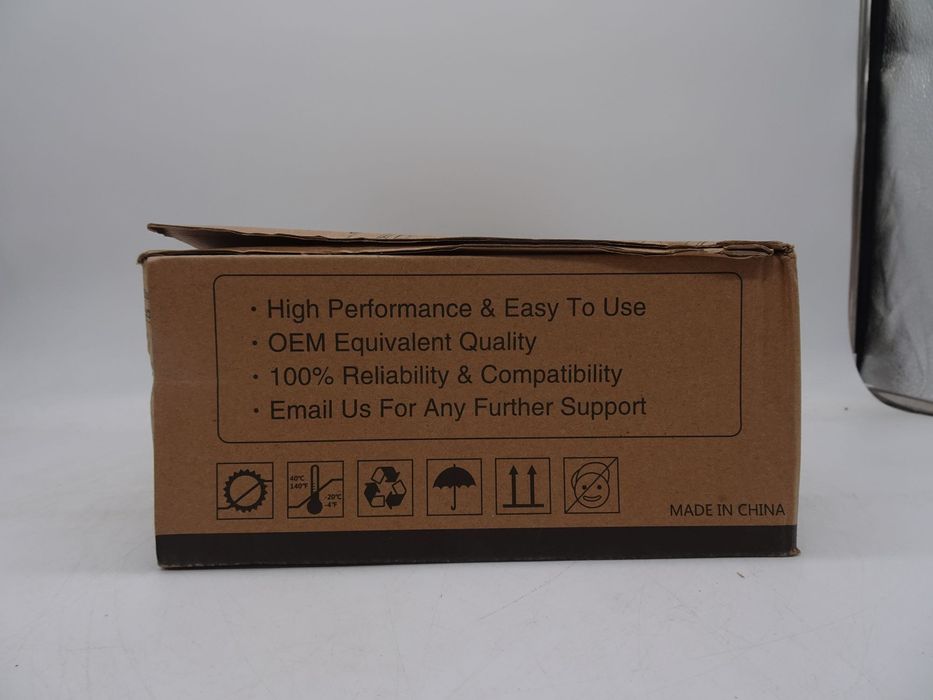 · High Performance & Easy To Use
· OEM Equivalent Quality
· 100% Reliability & Compatibility
· Email Us For Any Further Support
40℃
140℉
-20℃
-4℉
MADE IN CHINA